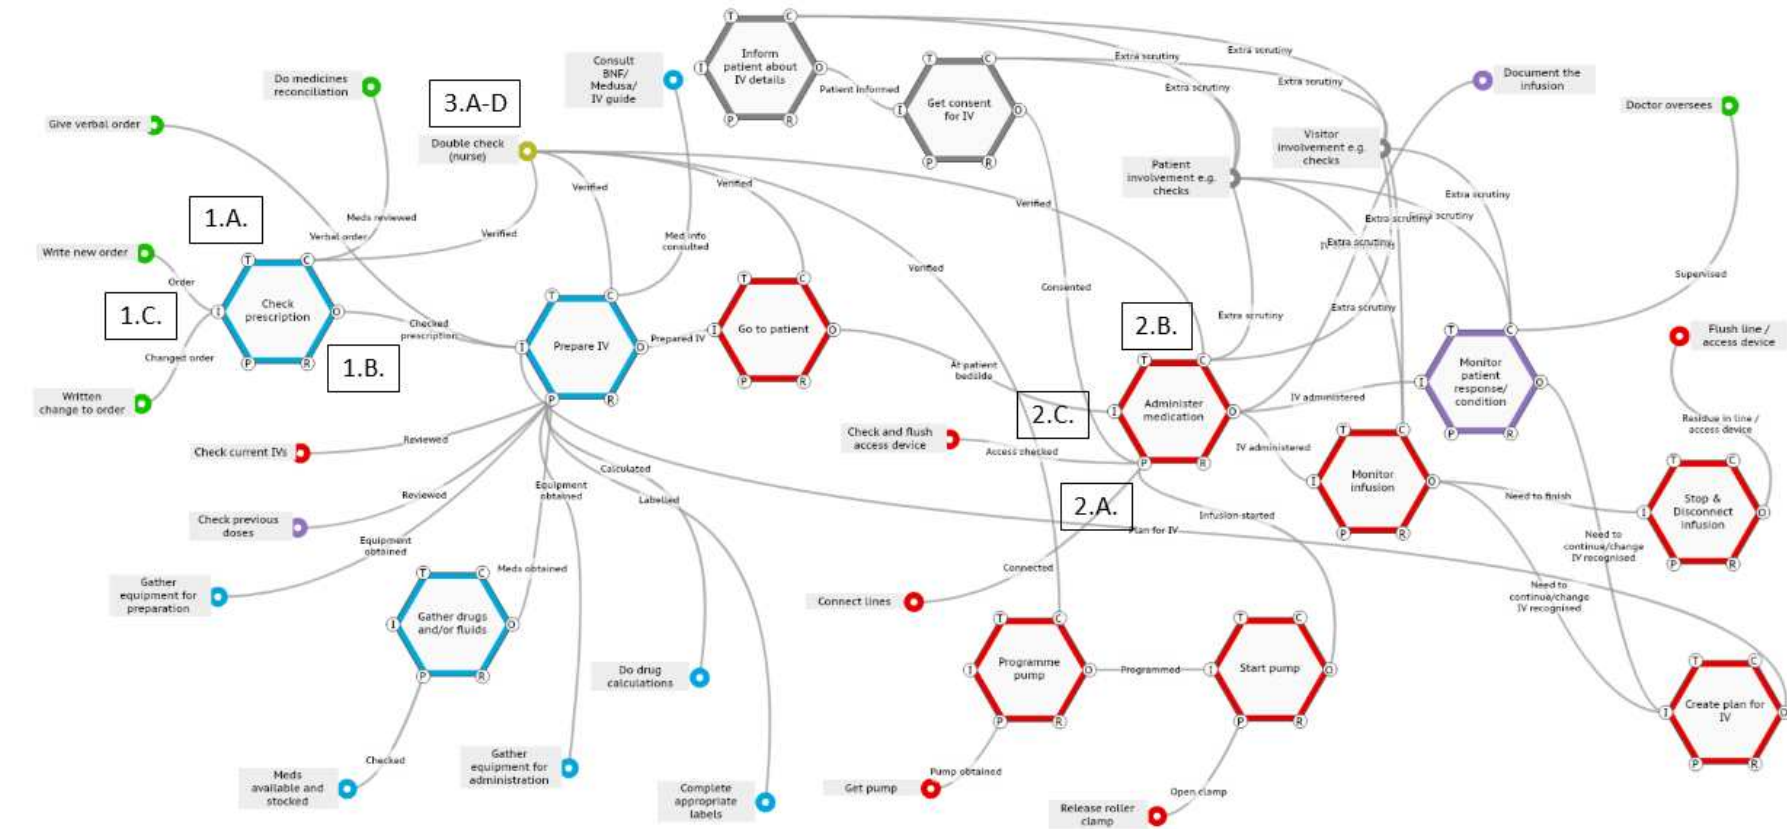 Do medicines
reconciliation
Give verbal order
3.A-D
Double check
(nurse)
Consult
BNF/
Medusa/
IV guide
T C
Inform
patient about
IV details
I O
P R
Patient informed
T C
Get consent
for IV
I O
P R
Extra scrutiny
Extra scrutiny
Extra scrutiny
Extra scrutiny
Document the
infusion
Doctor oversees
Visitor
involvement e.g.
checks
Patient
involvement e.g.
checks
Verified
Verified
Verified
Verified
Verified
Extra scrutiny
Extra scrutiny
Extra scrutiny
Extra scrutiny
Extra scrutiny
Extra scrutiny
Supervised
1.A.
Meds reviewed
Verbal order
Write new order
Order
1.C.
Changed order
Written
change to order
T C
Check
prescription
I O
P R
1.B.
Checked
prescription
Med info
consulted
T C
Prepare IV
I O
P R
Prepared IV
T C
Go to patient
I O
P R
At patient
bedside
Consented
2.B.
2.C.
2.A.
T C
Administer
medication
I O
P R
Check and flush
access device
Access checked
IV administered
IV administered
T C
Monitor
patient
response/
condition
I O
P R
T C
Monitor
infusion
I O
P R
Flush line /
access device
Residue in line /
access device
T C
Stop &
Disconnect
infusion
I O
P R
Need to finish
Need to
continue/change
IV recognised
Need to
continue/change
IV recognised
T C
Create plan for
IV
I O
P R
Plan for IV
Infusion started
Connected
Connect lines
T C
Programme
pump
I O
P R
Programmed
T C
Start pump
I O
P R
Pump obtained
Get pump
Open clamp
Release roller
clamp
Check current IVs
Reviewed
Check previous
doses
Reviewed
Gather
equipment for
preparation
Equipment
obtained
Equipment
obtained
Calculated
Labelled
Meds obtained
T C
Gather drugs
and/or fluids
I O
P R
Checked
Meds
available and
stocked
Gather
equipment for
administration
Do drug
calculations
Complete
appropriate
labels